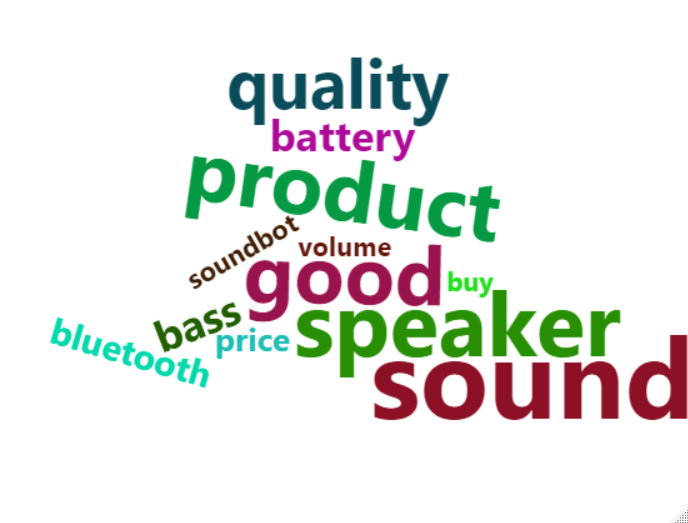 quality
battery
product
soundbot
volume
good
buy
bass
speaker
bluetooth
price
sound